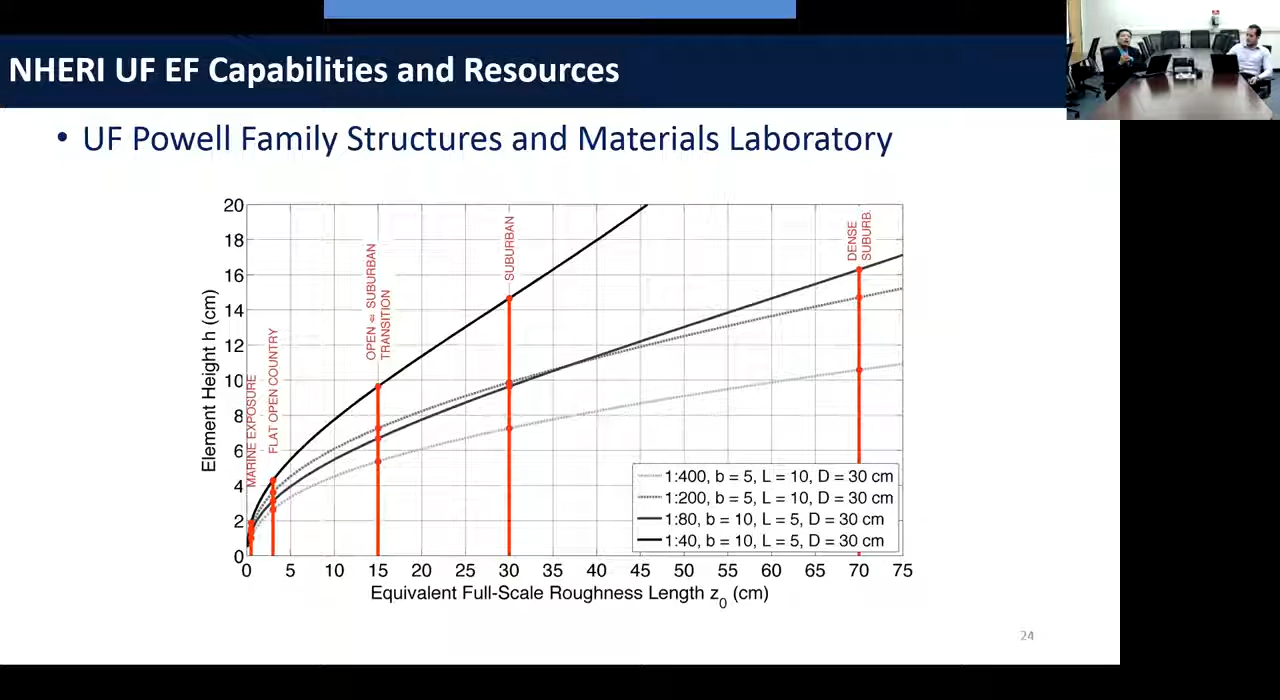 NHERI UF EF Capabilities and Resources
• UF Powell Family Structures and Materials Laboratory
20
18
16
14
12
10
8
6
4
2
0
Element Height h (cm)
MARINE EXPOSURE
FLAT OPEN COUNTRY
OPEN ⇔ SUBURBAN
TRANSITION
SUBURBAN
DENSE
SUBURB.
1:400, b = 5, L = 10, D = 30 cm
1:200, b = 5, L = 10, D = 30 cm
1:80, b = 10, L = 5, D = 30 cm
1:40, b = 10, L = 5, D = 30 cm
0 5 10 15 20 25 30 35 40 45 50 55 60 65 70 75
Equivalent Full-Scale Roughness Length z0 (cm)
24